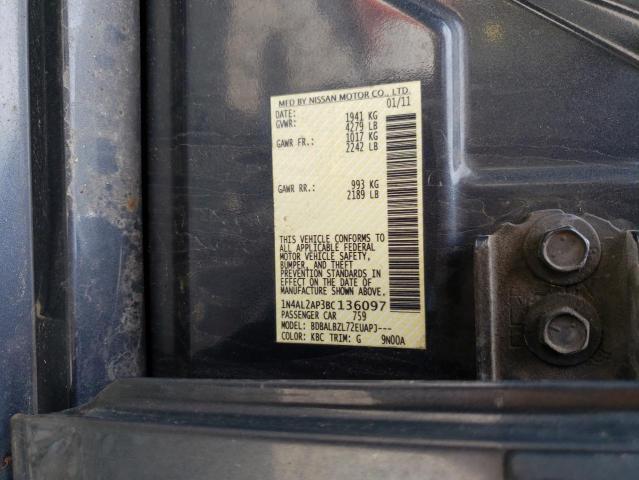 MFD BY NISSAN MOTOR CO., LTD.
DATE: 01/11
GVWR: 1941 KG
4279 LB
GAWR FR.: 1017 KG
2242 LB
GAWR RR.: 993 KG
2189 LB
THIS VEHICLE CONFORMS TO
ALL APPLICABLE FEDERAL
MOTOR VEHICLE SAFETY,
BUMPER, AND THEFT
PREVENTION STANDARDS IN
EFFECT ON THE DATE OF
MANUFACTURE SHOWN ABOVE.
1N4AL2AP3BC136097
PASSENGER CAR 759
MODEL: BDBALBZL72EUAPJ---
COLOR: KBC TRIM: G 9N00A